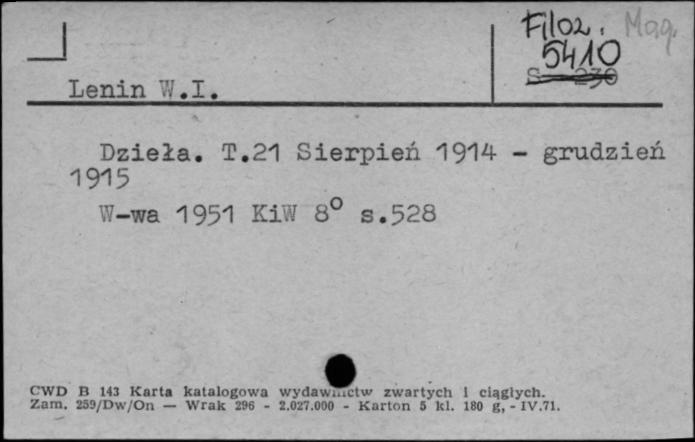 Filoz. Mag.
5410
S 230
Lenin W.I.
Dzieła. T.21 Sierpień 1914 - grudzień
1915
W-wa 1951 KiW 8° s.528
CWD B 143 Karta katalogowa wydawnictw zwartych i ciągłych.
Zam. 259/Dw/On — Wrak 296 - 2.027.000 - Karton 5 kl. 180 g, - IV.71.